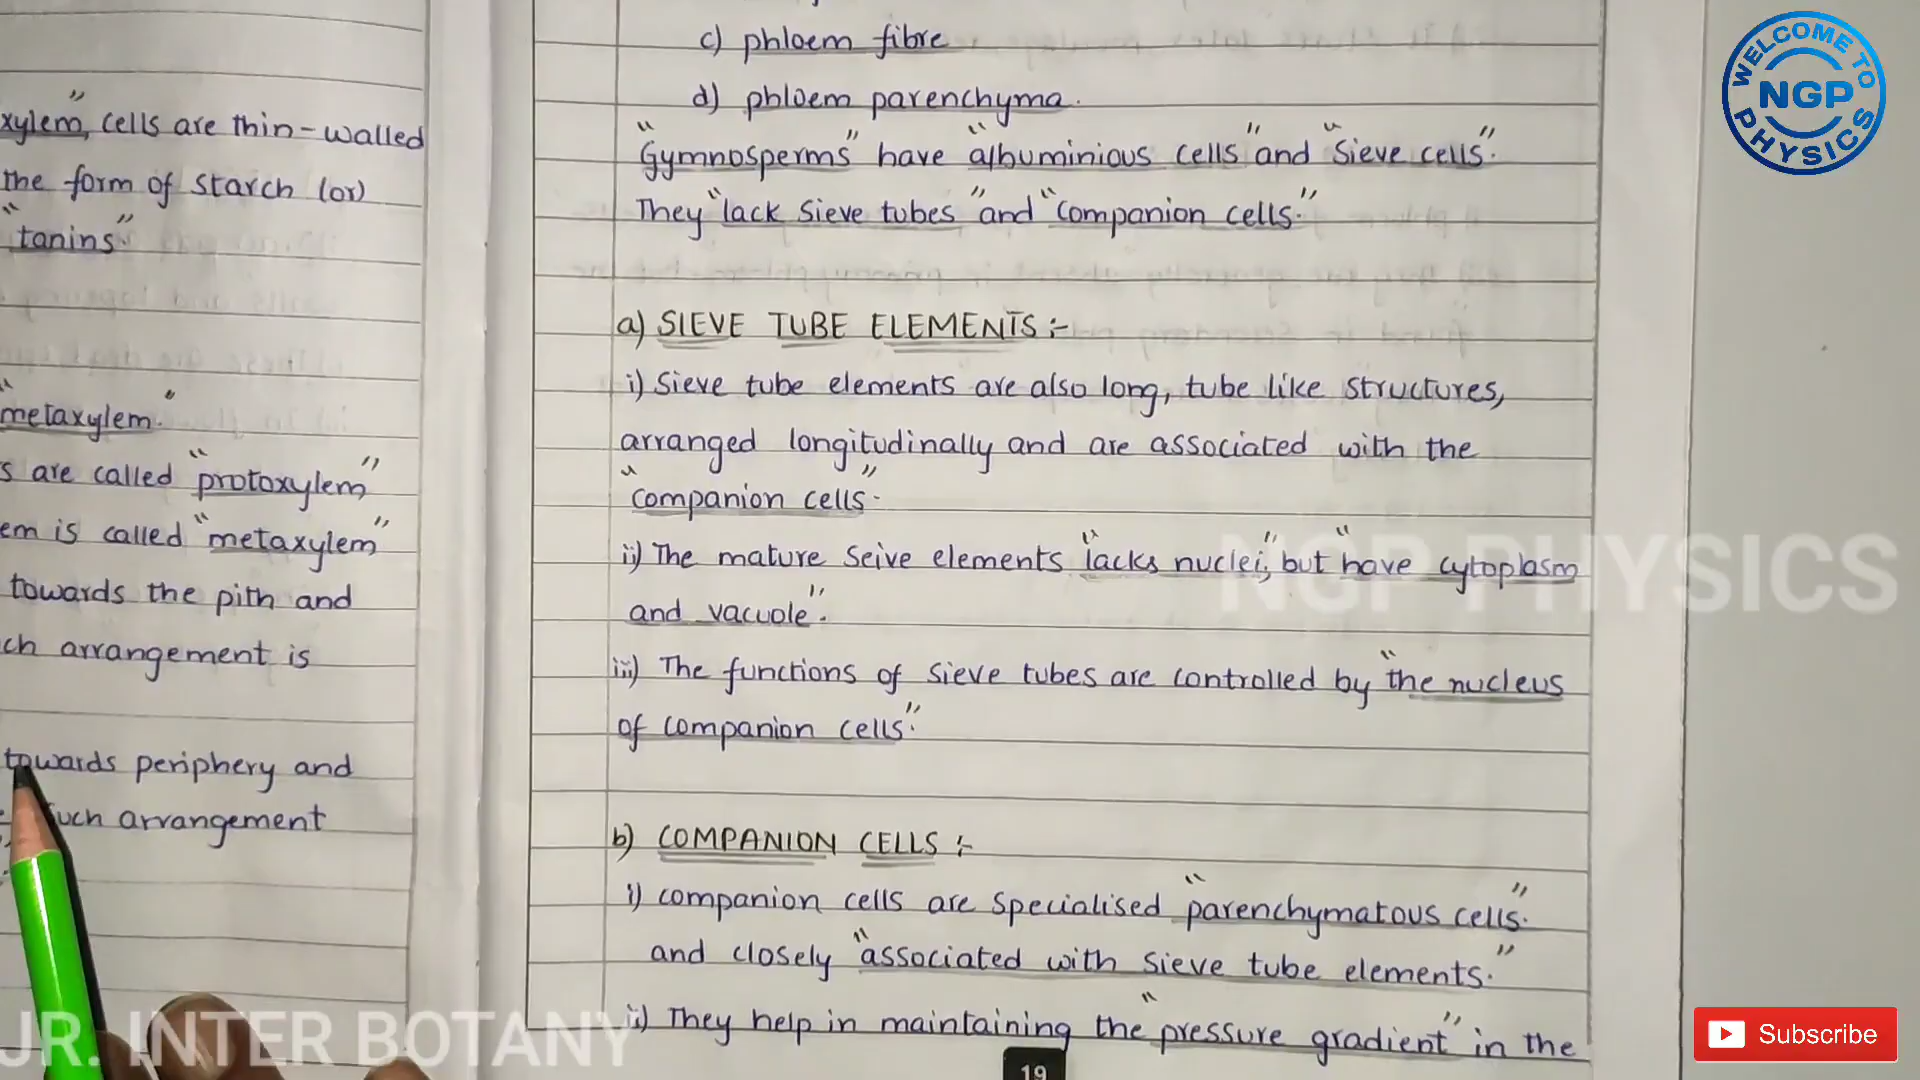 xylem," cells are thin-walled
the form of starch (or)
"tanins".
"metaxylem."
s are called "protoxylem,"
em is called "metaxylem"
towards the pith and
ch arrangement is
towards periphery and
such arrangement
c) phloem fibre
d) phloem parenchyma.
"Gymnosperms" have "albuminious cells" and "Sieve cells".
They "lack sieve tubes" and "companion cells."
a) SIEVE TUBE ELEMENTS :-
i) Sieve tube elements are also long, tube like structures,
arranged longitudinally and are associated with the
"companion cells".
ii) The mature seive elements "lacks nuclei," but "have cytoplasm
and vacuole".
iii) The functions of sieve tubes are controlled by "the nucleus
of companion cells".
b) COMPANION CELLS :-
i) companion cells are specialised "parenchymatous cells".
and closely "associated with sieve tube elements."
ii) They help in maintaining the "pressure gradient" in the
WELCOME TO
NGP
PHYSICS
NGP PHYSICS
JR. INTER BOTANY
19
Subscribe